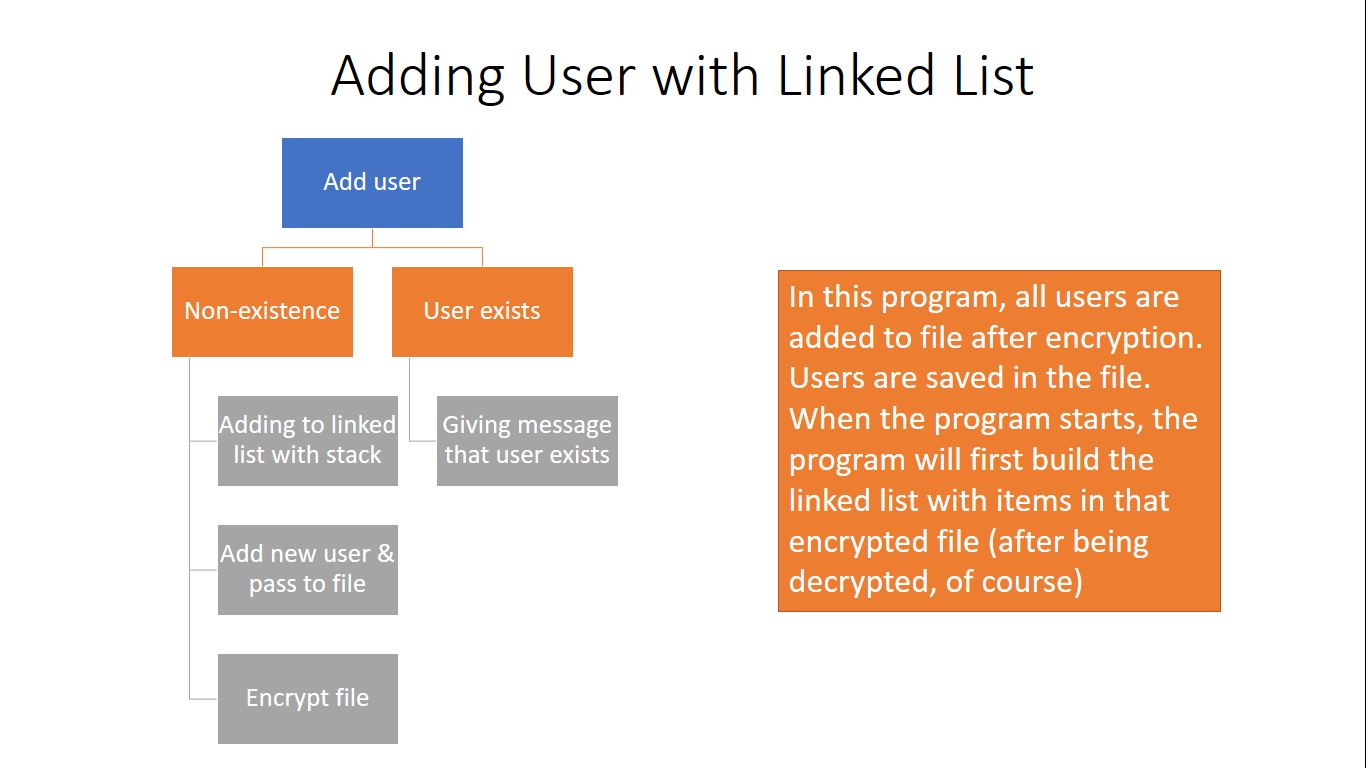 Adding User with Linked List
Add user
Non-existence
User exists
Adding to linked
list with stack
Giving message
that user exists
Add new user &
pass to file
Encrypt file
In this program, all users are
added to file after encryption.
Users are saved in the file.
When the program starts, the
program will first build the
linked list with items in that
encrypted file (after being
decrypted, of course)